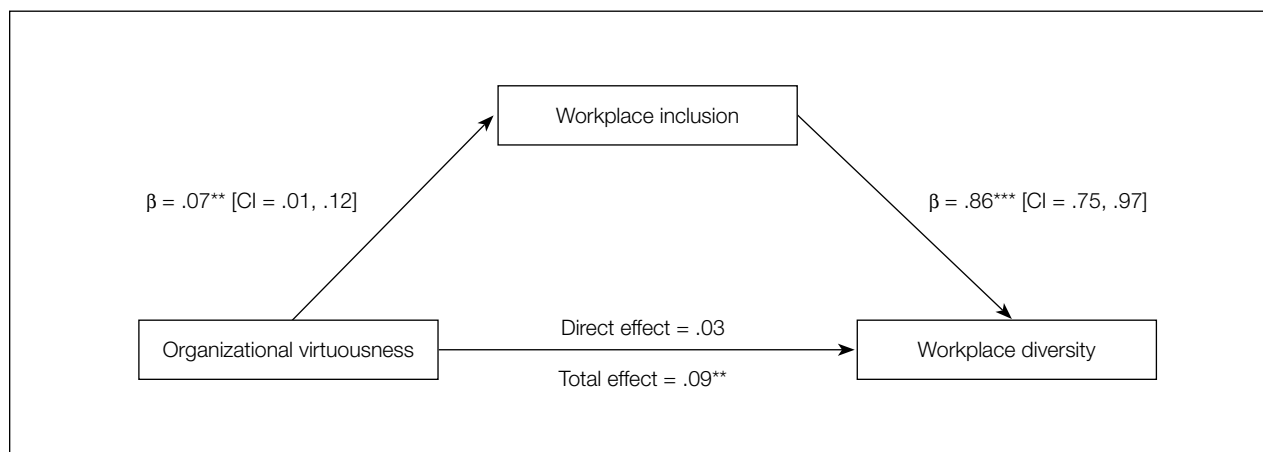 Workplace inclusion
β = .07** [CI = .01, .12]
β = .86*** [CI = .75, .97]
Direct effect = .03
Organizational virtuousness
Workplace diversity
Total effect = .09**